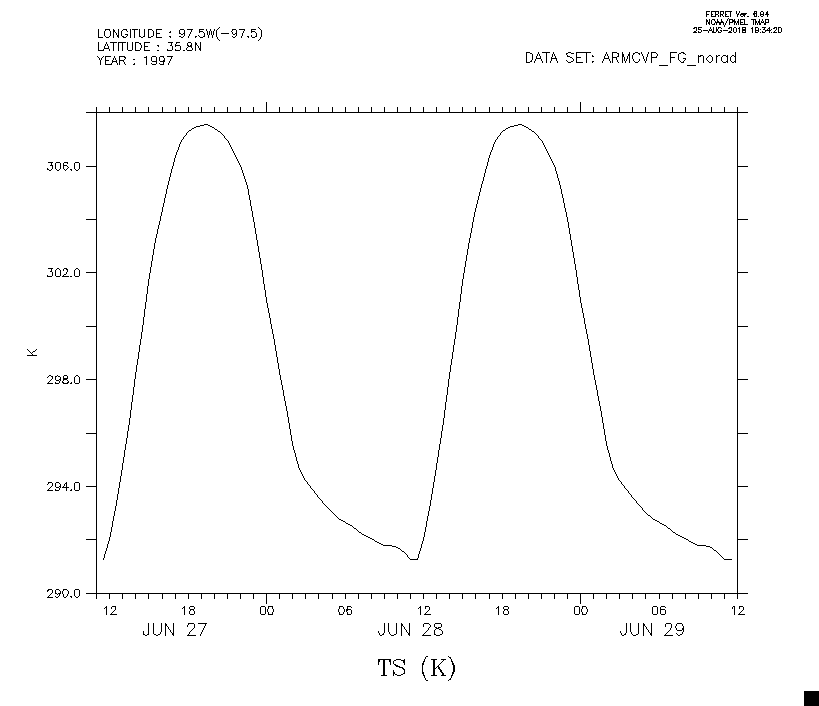 FERRET Ver. 6.94
NOAA/PMEL TMAP
25-AUG-2018 19:34:20
LONGITUDE : 97.5W(-97.5)
LATITUDE : 35.8N
YEAR : 1997
DATA SET: ARMCVP_FG_norad
306.0
302.0
298.0
294.0
290.0
K
12 18 00 06 12 18 00 06 12
JUN 27 JUN 28 JUN 29
TS (K)